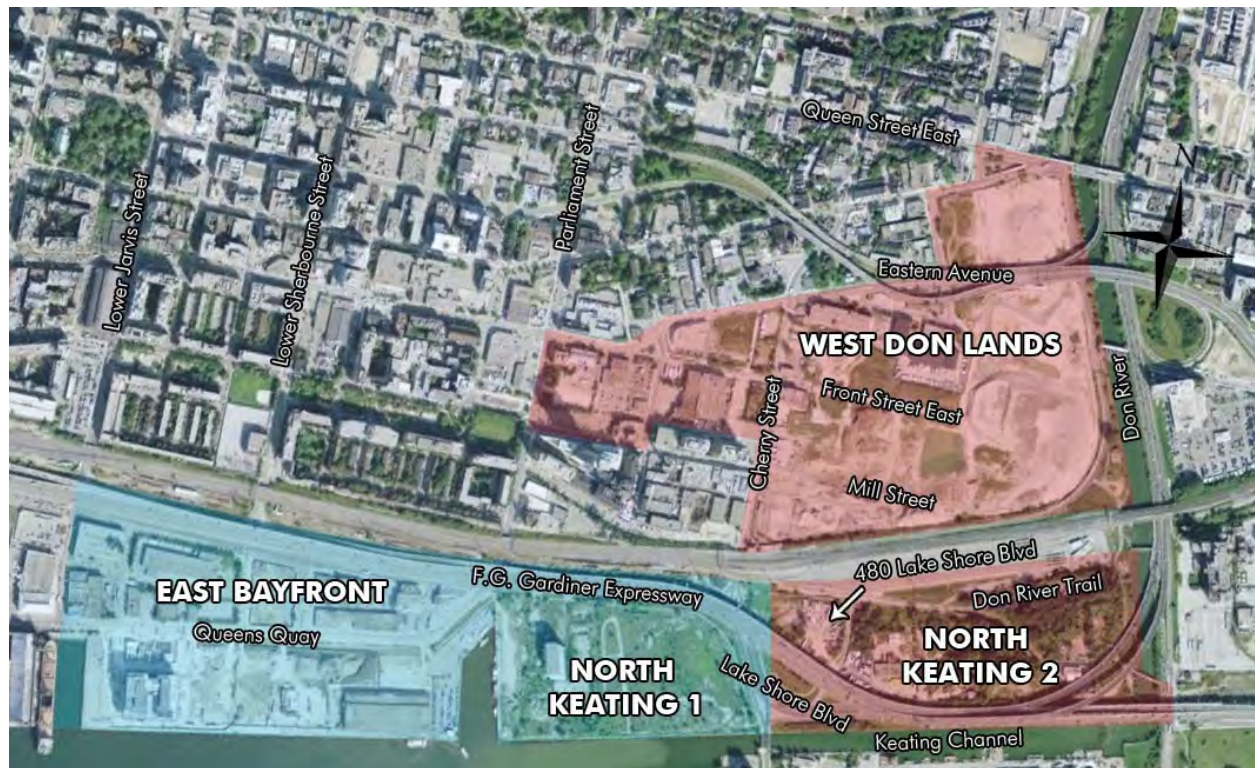 Queen Street East
N
Parliament Street
Lower Jarvis Street
Lower Sherbourne Street
Eastern Avenue
WEST DON LANDS
Don River
Front Street East
Cherry Street
Mill Street
480 Lake Shore Blvd
F.G. Gardiner Expressway
Don River Trail
EAST BAYFRONT
Queens Quay
NORTH
KEATING 2
NORTH
KEATING 1
Lake Shore Blvd
Keating Channel